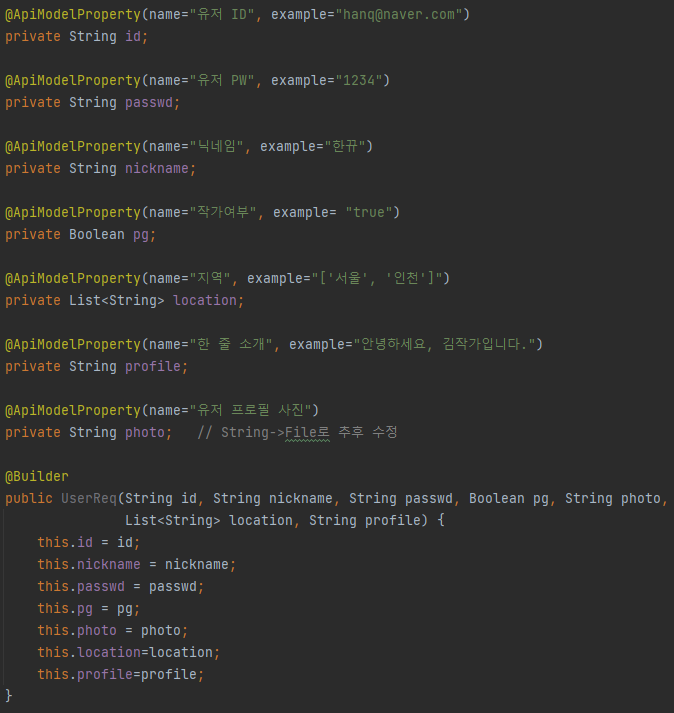 @ApiModelProperty(name="유저 ID", example="hanq@naver.com")
private String id;
@ApiModelProperty(name="유저 PW", example="1234")
private String passwd;
@ApiModelProperty(name="닉네임", example="한뀨")
private String nickname;
@ApiModelProperty(name="작가여부", example= "true")
private Boolean pg;
@ApiModelProperty(name="지역", example="['서울', '인천']")
private List<String> location;
@ApiModelProperty(name="한 줄 소개", example="안녕하세요, 김작가입니다.")
private String profile;
@ApiModelProperty(name="유저 프로필 사진")
private String photo;   // String->File로 추후 수정
@Builder
public UserReq(String id, String nickname, String passwd, Boolean pg, String photo,
               List<String> location, String profile) {
    this.id = id;
    this.nickname = nickname;
    this.passwd = passwd;
    this.pg = pg;
    this.photo = photo;
    this.location=location;
    this.profile=profile;
}